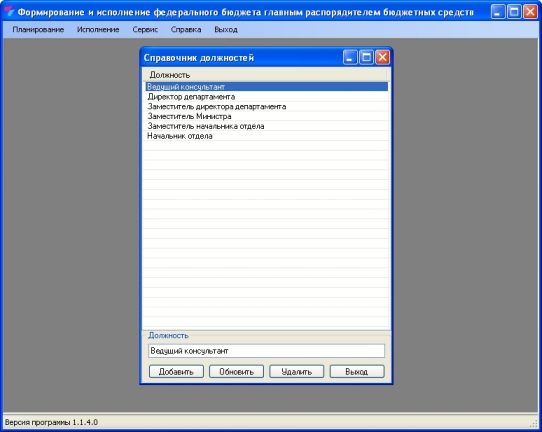 Формирование и исполнение федерального бюджета главным распорядителем бюджетных средств
Планирование Исполнение Сервис Справка Выход
Справочник должностей
Должность
Ведущий консультант
Директор департамента
Заместитель директора департамента
Заместитель Министра
Заместитель начальника отдела
Начальник отдела
Должность
Ведущий консультант
Добавить Обновить Удалить Выход
Версия программы 1.1.4.0